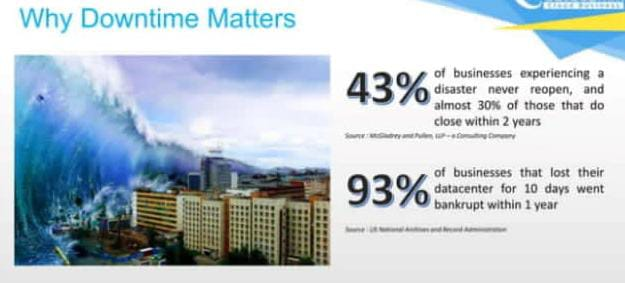 Why Downtime Matters
43% of businesses experiencing a
disaster never reopen, and
almost 30% of those that do
close within 2 years
Source: McGladrey and Pullen, LLP – a Consulting Company
93% of businesses that lost their
datacenter for 10 days went
bankrupt within 1 year
Source: US National Archives and Record Administration